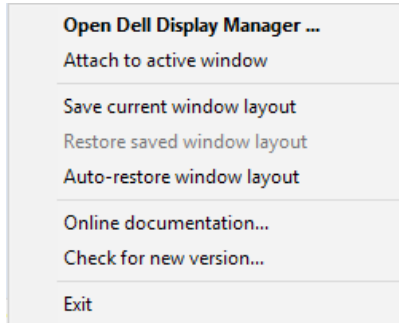 Open Dell Display Manager ...
Attach to active window
Save current window layout
Restore saved window layout
Auto-restore window layout
Online documentation...
Check for new version...
Exit